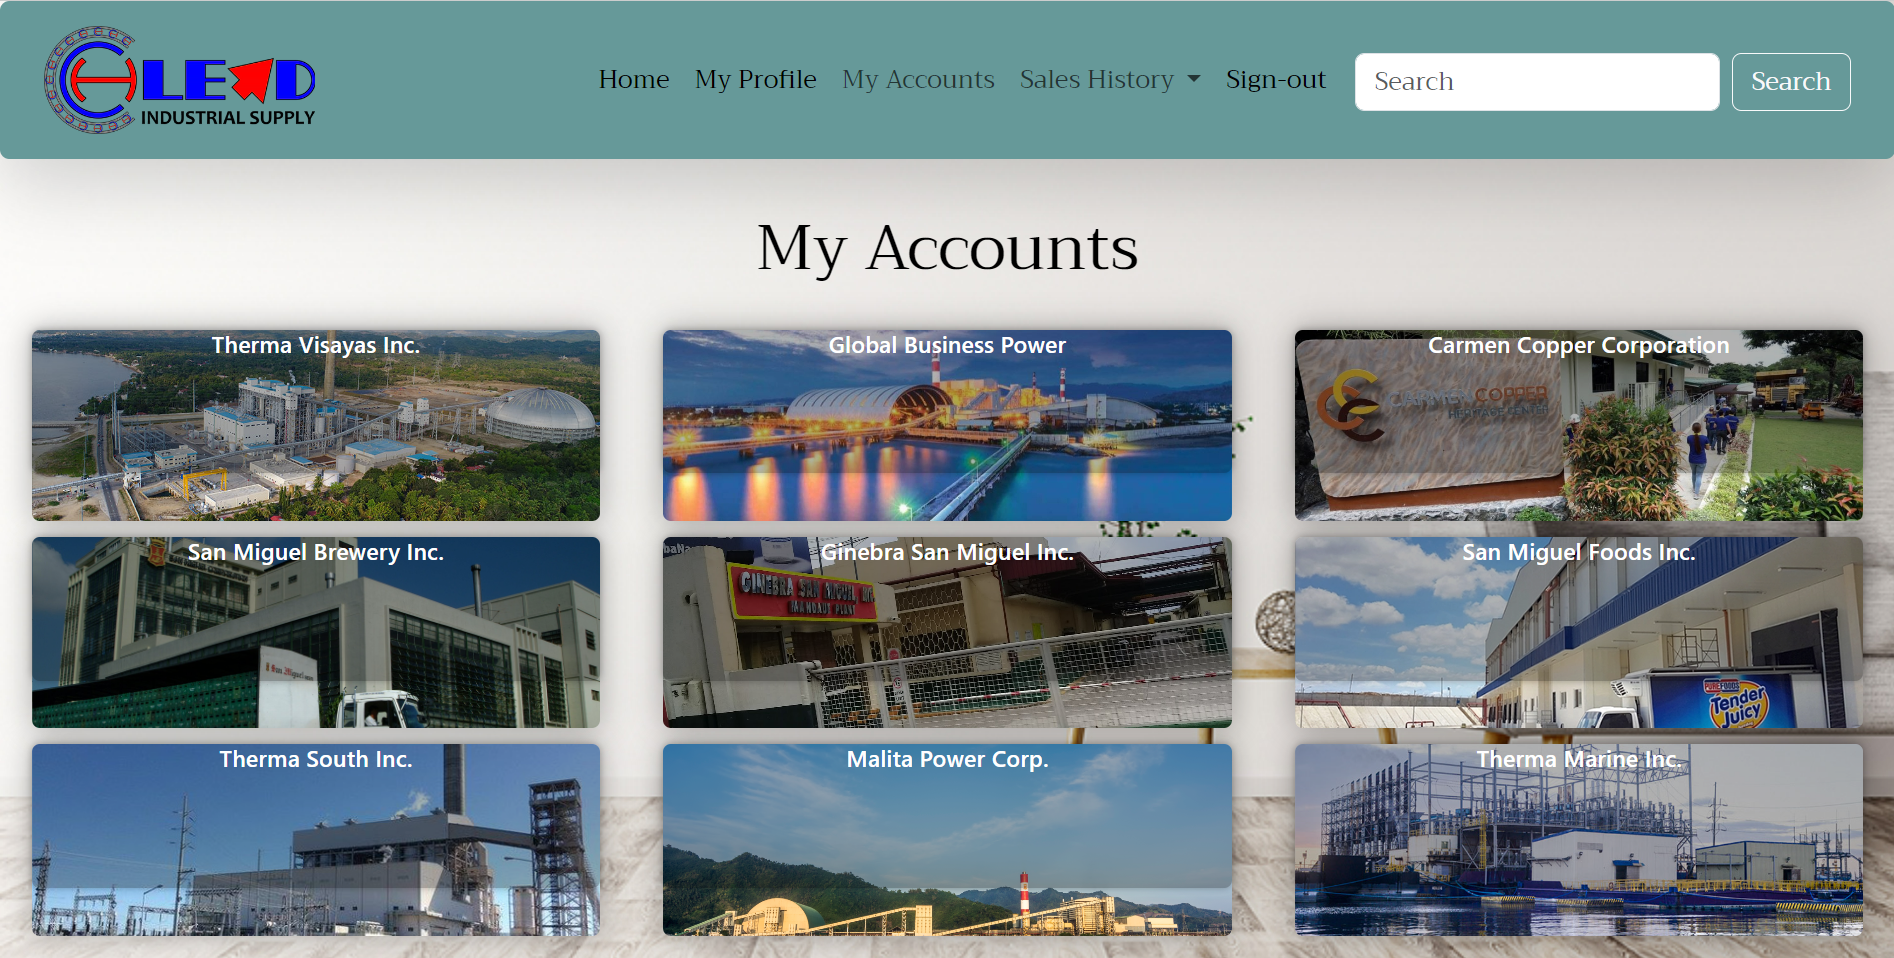 LEAD
INDUSTRIAL SUPPLY
Home
My Profile
My Accounts
Sales History
Sign-out
Search
Search
My Accounts
Therma Visayas Inc.
Global Business Power
Carmen Copper Corporation
CARMEN COPPER
HERITAGE CENTER
San Miguel Brewery Inc.
San Miguel
Ginebra San Miguel Inc.
GINEBRA SAN MIGUEL INC.
MANDAUE PLANT
San Miguel Foods Inc.
PUREFOODS
Tender
Juicy
Therma South Inc.
Malita Power Corp.
Therma Marine Inc.